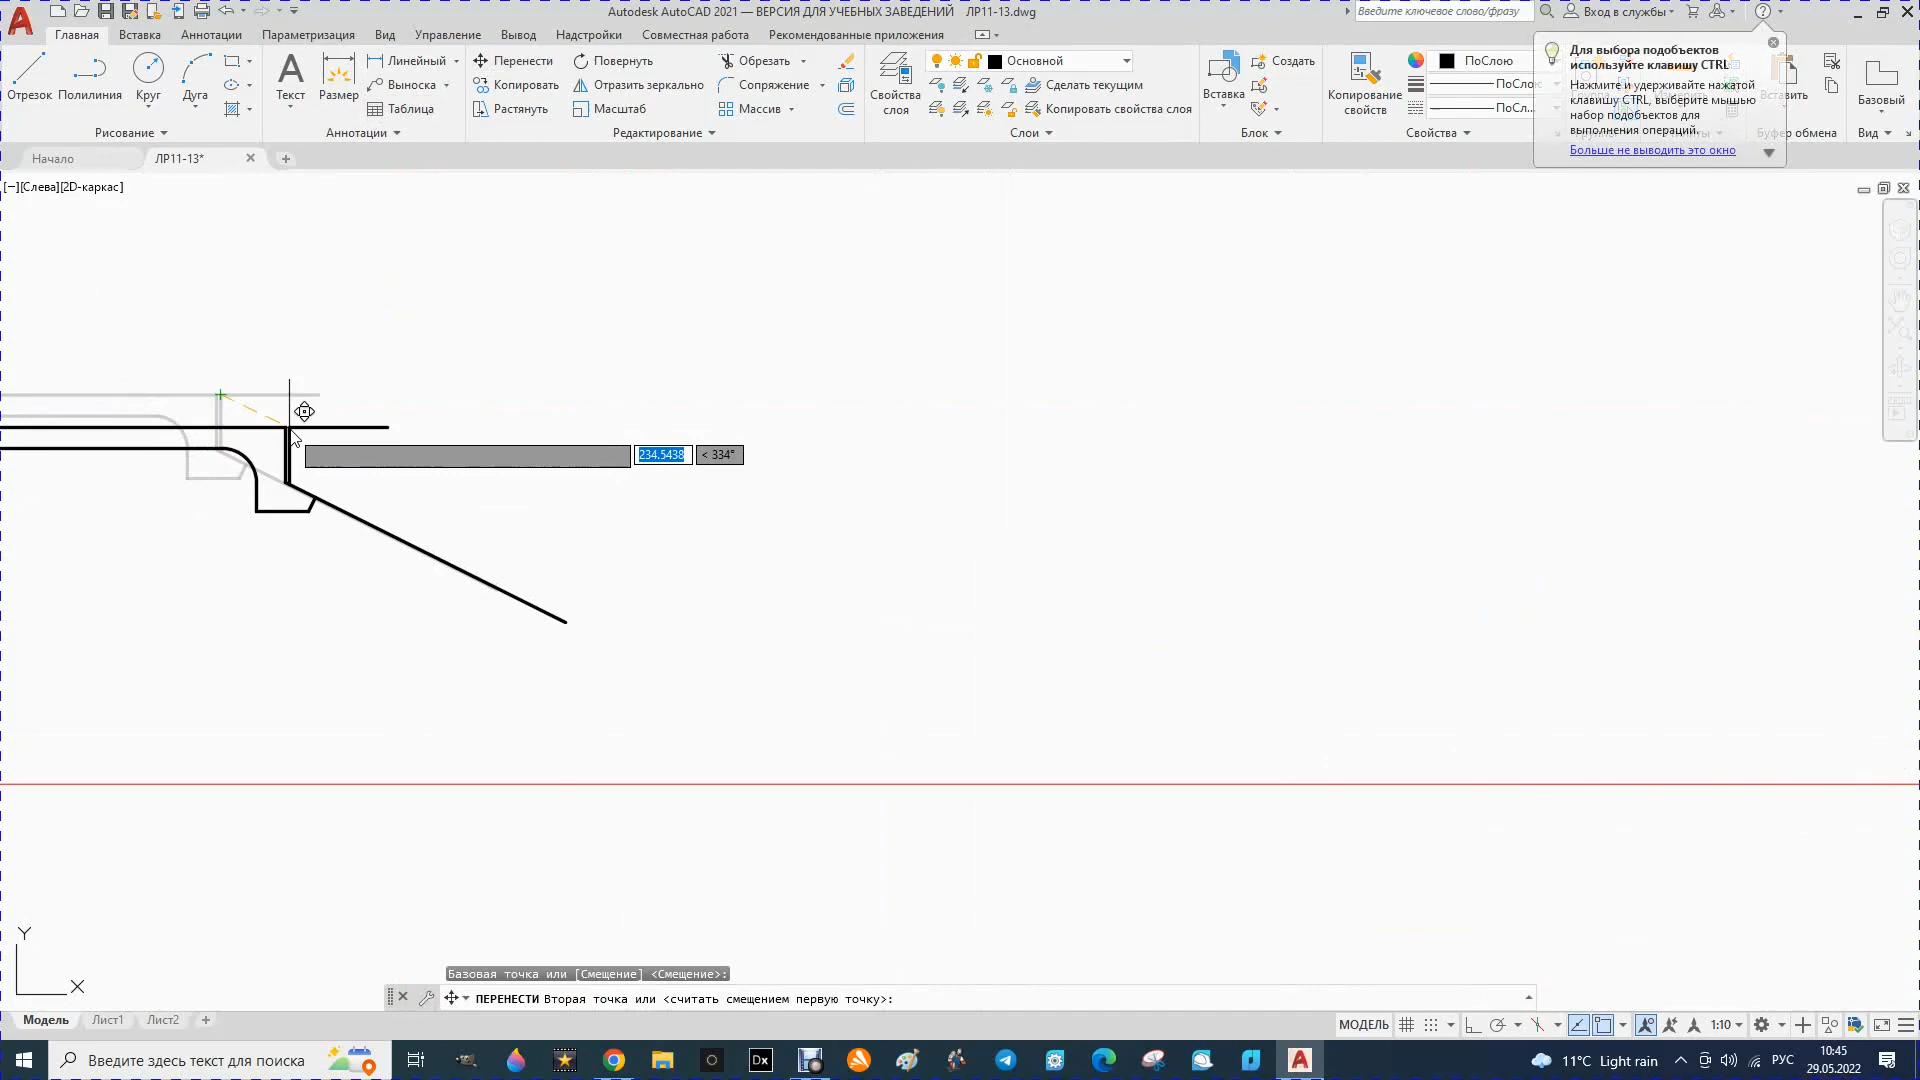 Autodesk AutoCAD 2021 — ВЕРСИЯ ДЛЯ УЧЕБНЫХ ЗАВЕДЕНИЙ ЛР11-13.dwg
Введите ключевое слово/фразу
Вход в службы
Главная Вставка Аннотации Параметризация Вид Управление Вывод Надстройки Совместная работа Рекомендованные приложения
Отрезок Полилиния Круг Дуга
Рисование
Текст Размер
Линейный
Выноска
Таблица
Аннотации
Перенести
Копировать
Растянуть
Повернуть
Отразить зеркально
Масштаб
Обрезать
Сопряжение
Массив
Редактирование
Свойства слоя
Основной
Сделать текущим
Копировать свойства слоя
Слои
Вставка
Создать
Блок
Копирование свойств
ПоСлою
ПоСлою
ПоСл...
Свойства
Вставить
Буфер обмена
Базовый
Вид
Для выбора подобъектов
используйте клавишу CTRL
Нажмите и удерживайте нажатой
клавишу CTRL, выберите мышью
набор подобъектов для
выполнения операций.
Больше не выводить это окно
Начало
ЛР11-13*
[−][Слева][2D-каркас]
234.5438
< 334°
Y
X
Базовая точка или [Смещение] <Смещение>:
ПЕРЕНЕСТИ Вторая точка или <считать смещением первую точку>:
Модель Лист1 Лист2
МОДЕЛЬ
1:10
Введите здесь текст для поиска
Dx
11°C Light rain
РУС
10:45
29.05.2022